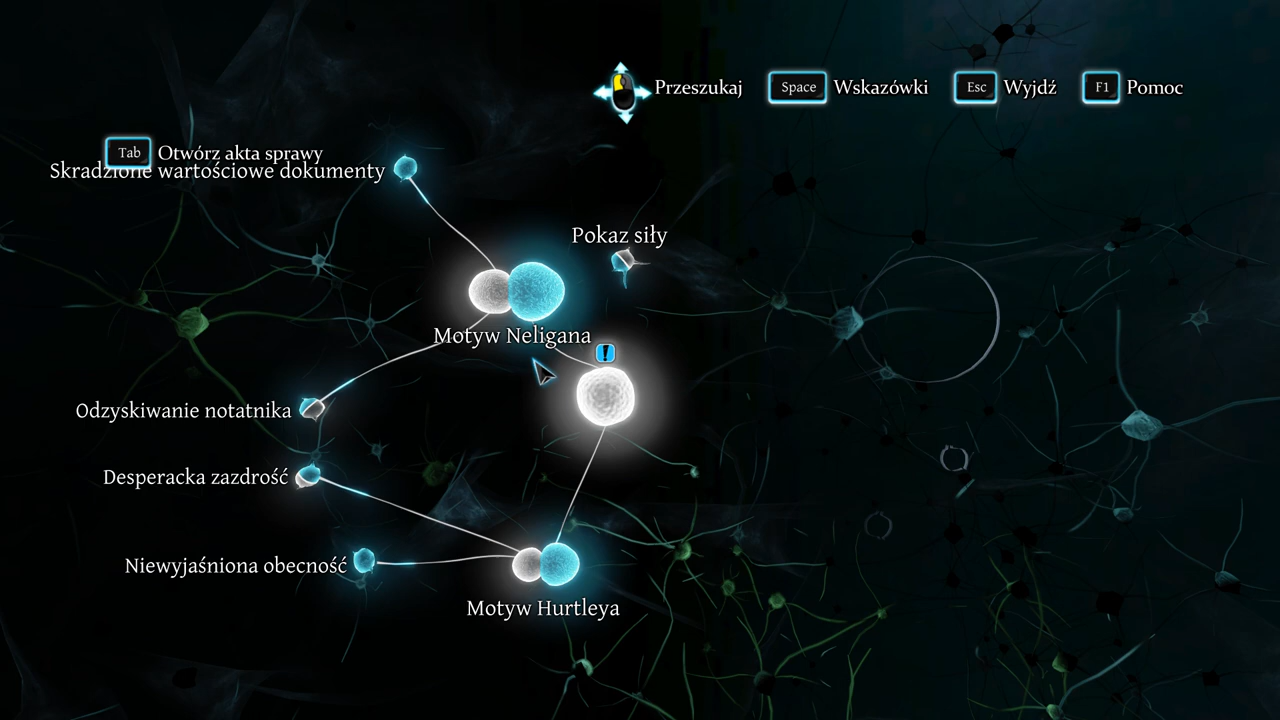 Przeszukaj
Space Wskazówki
Esc Wyjdź
F1 Pomoc
Tab Otwórz akta sprawy
Skradzione wartościowe dokumenty
Pokaz siły
Motyw Neligana
!
Odzyskiwanie notatnika
Desperacka zazdrość
Niewyjaśniona obecność
Motyw Hurtleya